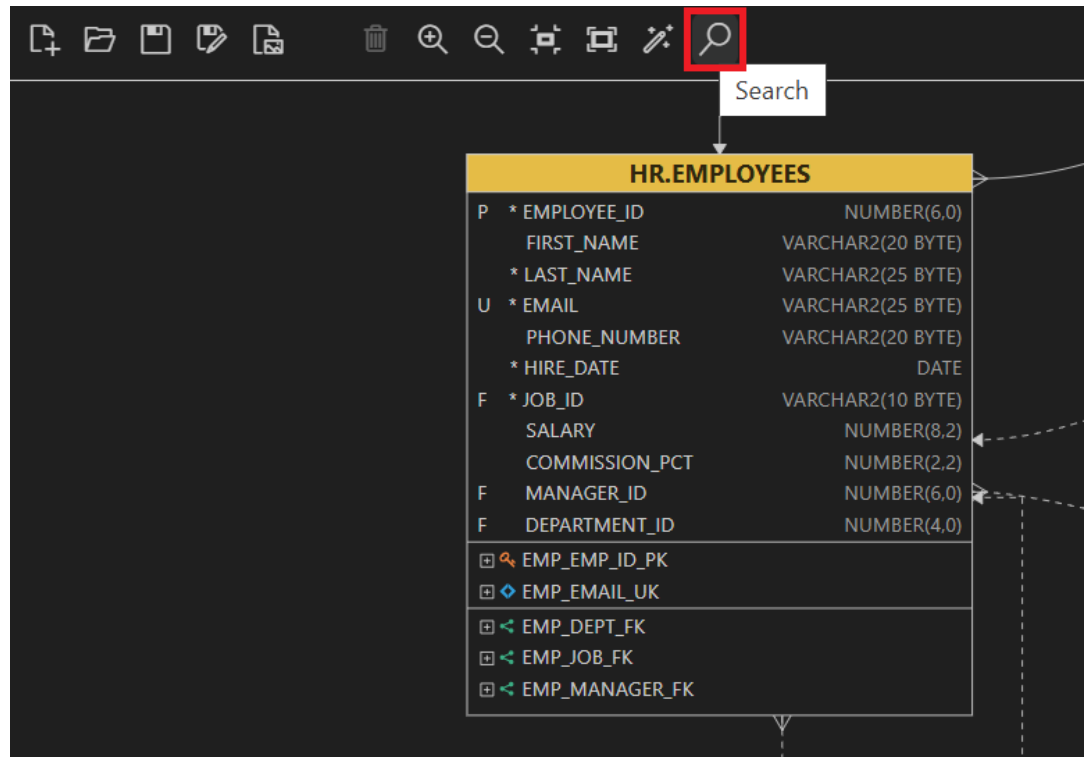 Search
HR.EMPLOYEES
P * EMPLOYEE_ID NUMBER(6,0)
FIRST_NAME VARCHAR2(20 BYTE)
* LAST_NAME VARCHAR2(25 BYTE)
U * EMAIL VARCHAR2(25 BYTE)
PHONE_NUMBER VARCHAR2(20 BYTE)
* HIRE_DATE DATE
F * JOB_ID VARCHAR2(10 BYTE)
SALARY NUMBER(8,2)
COMMISSION_PCT NUMBER(2,2)
F MANAGER_ID NUMBER(6,0)
F DEPARTMENT_ID NUMBER(4,0)
EMP_EMP_ID_PK
EMP_EMAIL_UK
EMP_DEPT_FK
EMP_JOB_FK
EMP_MANAGER_FK